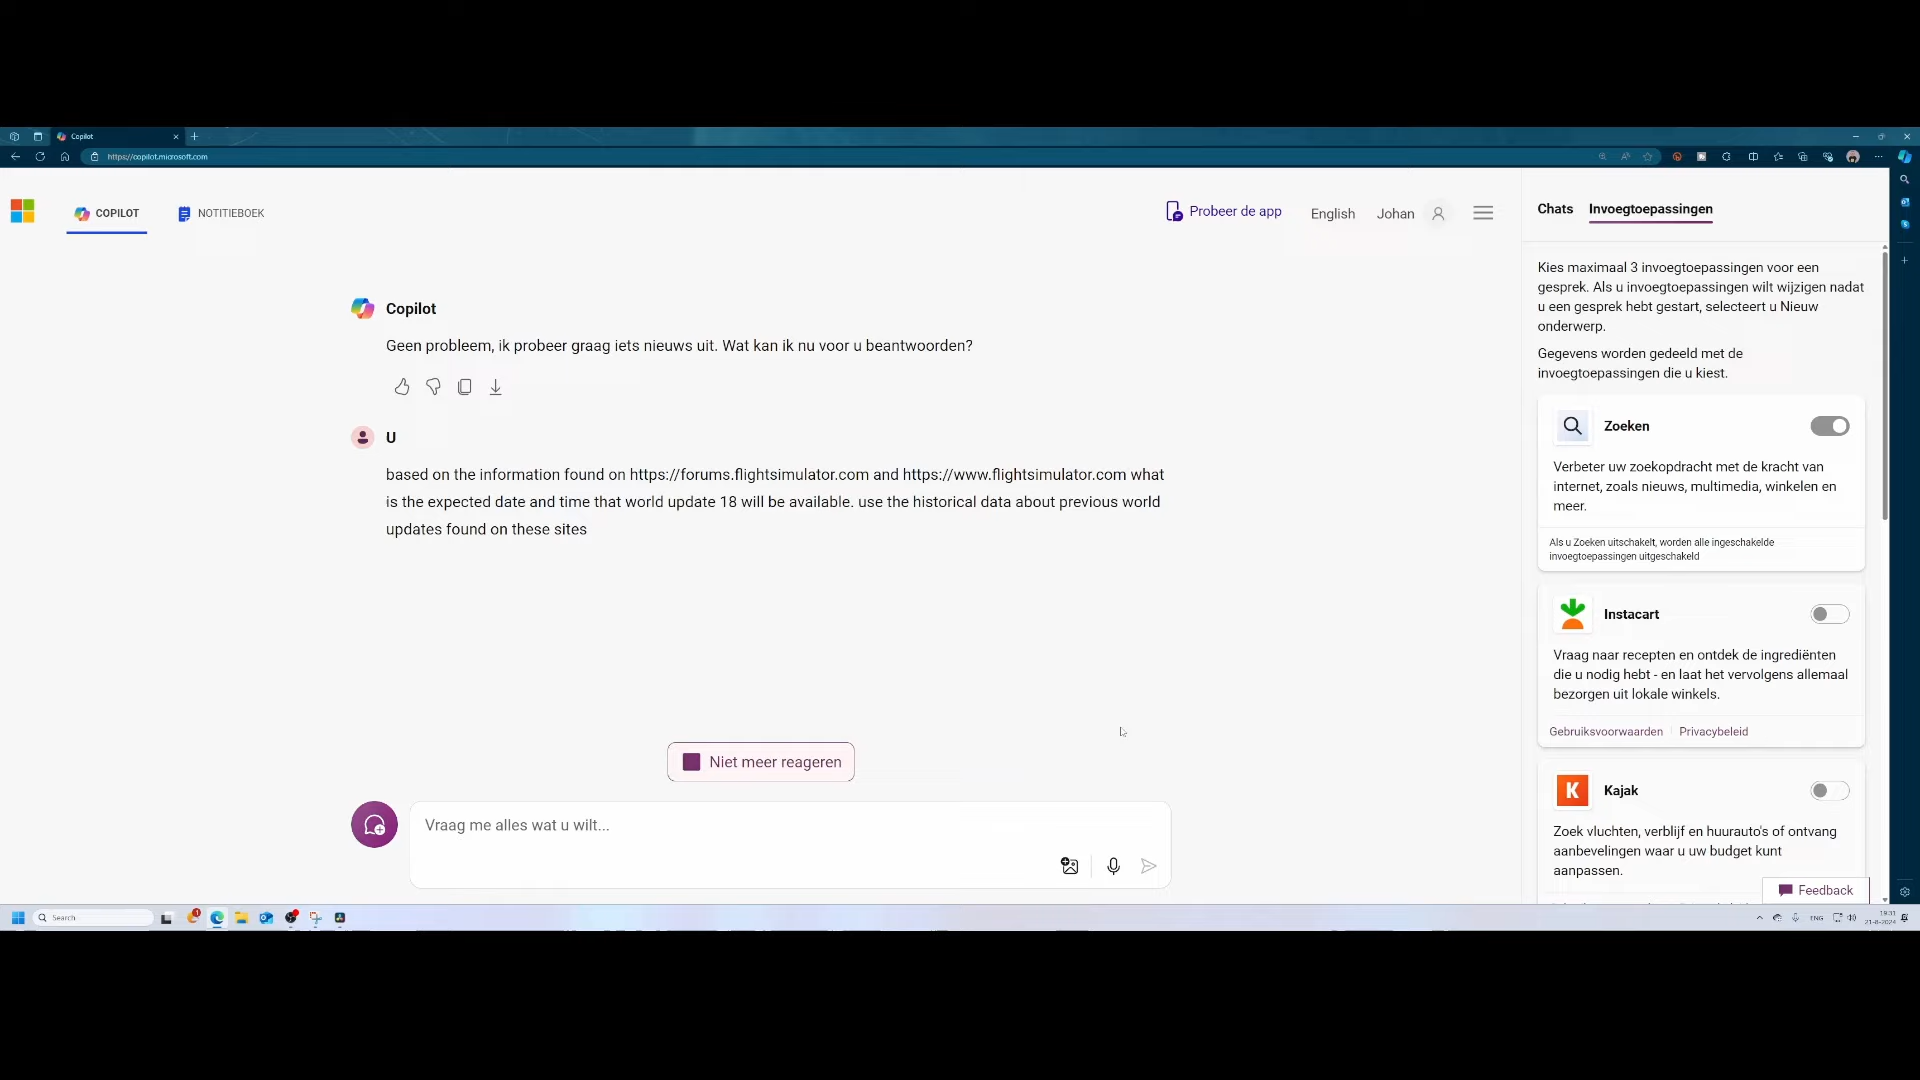 Copilot
https://copilot.microsoft.com
COPILOT
NOTITIEBOEK
Probeer de app
English
Johan
Chats
Invoegtoepassingen
Copilot
Geen probleem, ik probeer graag iets nieuws uit. Wat kan ik nu voor u beantwoorden?
U
based on the information found on https://forums.flightsimulator.com and https://www.flightsimulator.com what
is the expected date and time that world update 18 will be available. use the historical data about previous world
updates found on these sites
Niet meer reageren
Vraag me alles wat u wilt...
Kies maximaal 3 invoegtoepassingen voor een
gesprek. Als u invoegtoepassingen wilt wijzigen nadat
u een gesprek hebt gestart, selecteert u Nieuw
onderwerp.
Gegevens worden gedeeld met de
invoegtoepassingen die u kiest.
Zoeken
Verbeter uw zoekopdracht met de kracht van
internet, zoals nieuws, multimedia, winkelen en
meer.
Als u Zoeken uitschakelt, worden alle ingeschakelde
invoegtoepassingen uitgeschakeld
Instacart
Vraag naar recepten en ontdek de ingrediënten
die u nodig hebt - en laat het vervolgens allemaal
bezorgen uit lokale winkels.
Gebruiksvoorwaarden
Privacybeleid
K
Kajak
Zoek vluchten, verblijf en huurauto's of ontvang
aanbevelingen waar u uw budget kunt
aanpassen.
Feedback
Search
ENG
19:31
21-8-2024